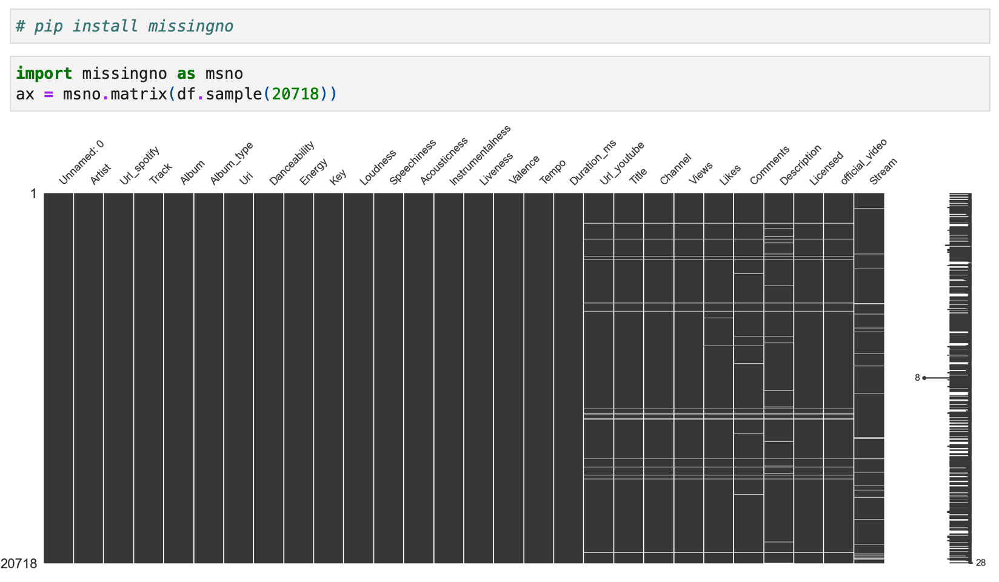 # pip install missingno
import missingno as msno
ax = msno.matrix(df.sample(20718))
Unnamed: 0
Artist
Url_spotify
Track
Album
Album_type
Uri
Danceability
Energy
Key
Loudness
Speechiness
Acousticness
Instrumentalness
Liveness
Valence
Tempo
Duration_ms
Url_youtube
Title
Channel
Views
Likes
Comments
Description
Licensed
official_video
Stream
1
8
20718
28